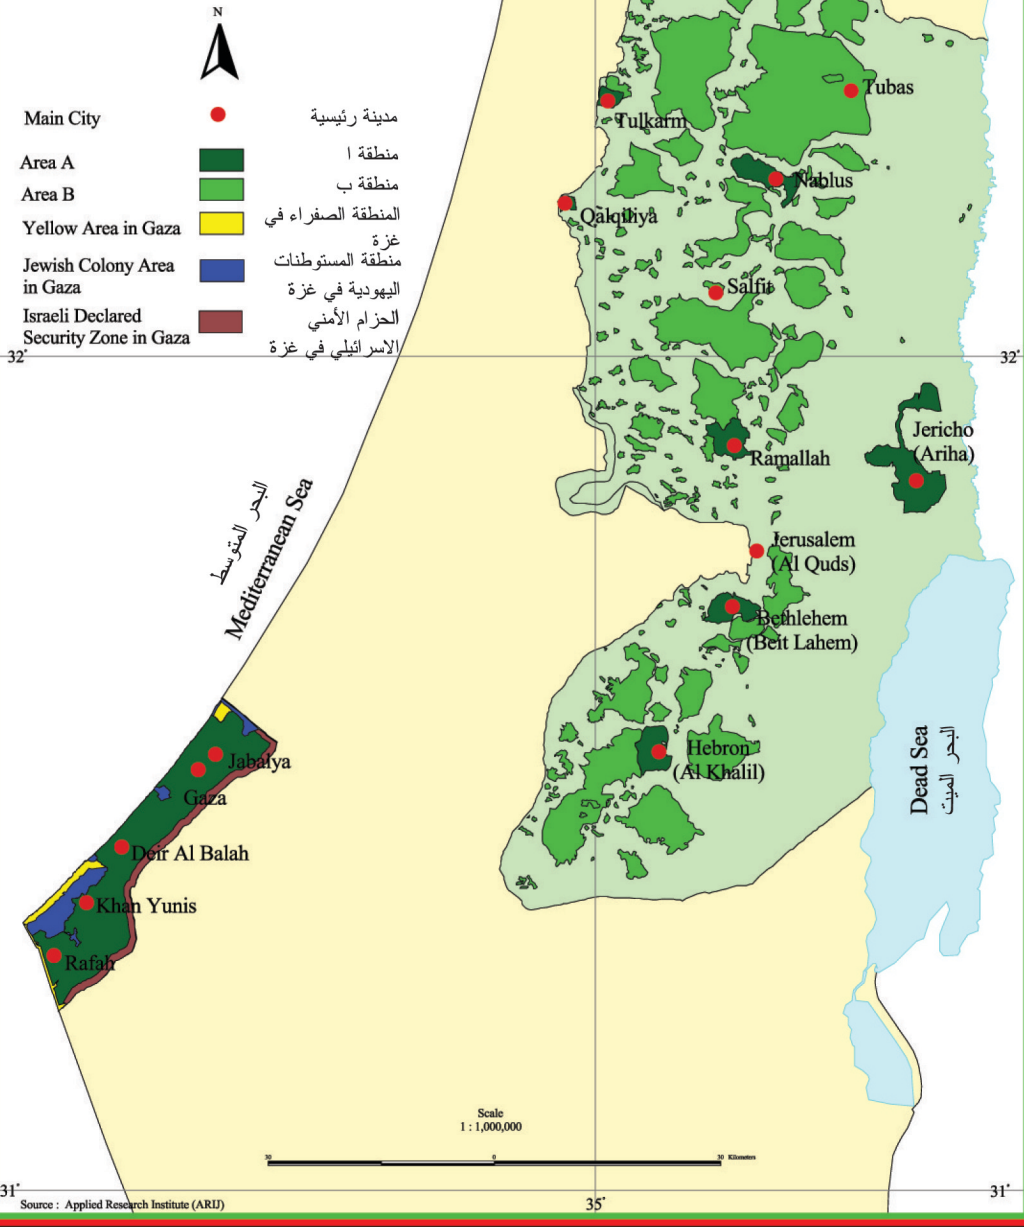 N
Main City
مدينة رئيسية
Area A
منطقة ا
Area B
منطقة ب
Yellow Area in Gaza
المنطقة الصفراء في
غزة
Jewish Colony Area
in Gaza
منطقة المستوطنات
اليهودية في غزة
Israeli Declared
Security Zone in Gaza
الحزام الأمني
الاسرائيلي في غزة
Tubas
Tulkarm
Nablus
Qalqiliya
Salfit
32°
32°
Jericho
(Ariha)
Ramallah
البحر المتوسط
Mediterranean Sea
Jerusalem
(Al Quds)
Bethlehem
(Beit Lahem)
Hebron
(Al Khalil)
Dead Sea
البحر الميت
Jabalya
Gaza
Deir Al Balah
Khan Yunis
Rafah
Scale
1 : 1,000,000
30
0
30 Kilometers
31°
35°
31°
Source : Applied Research Institute (ARIJ)